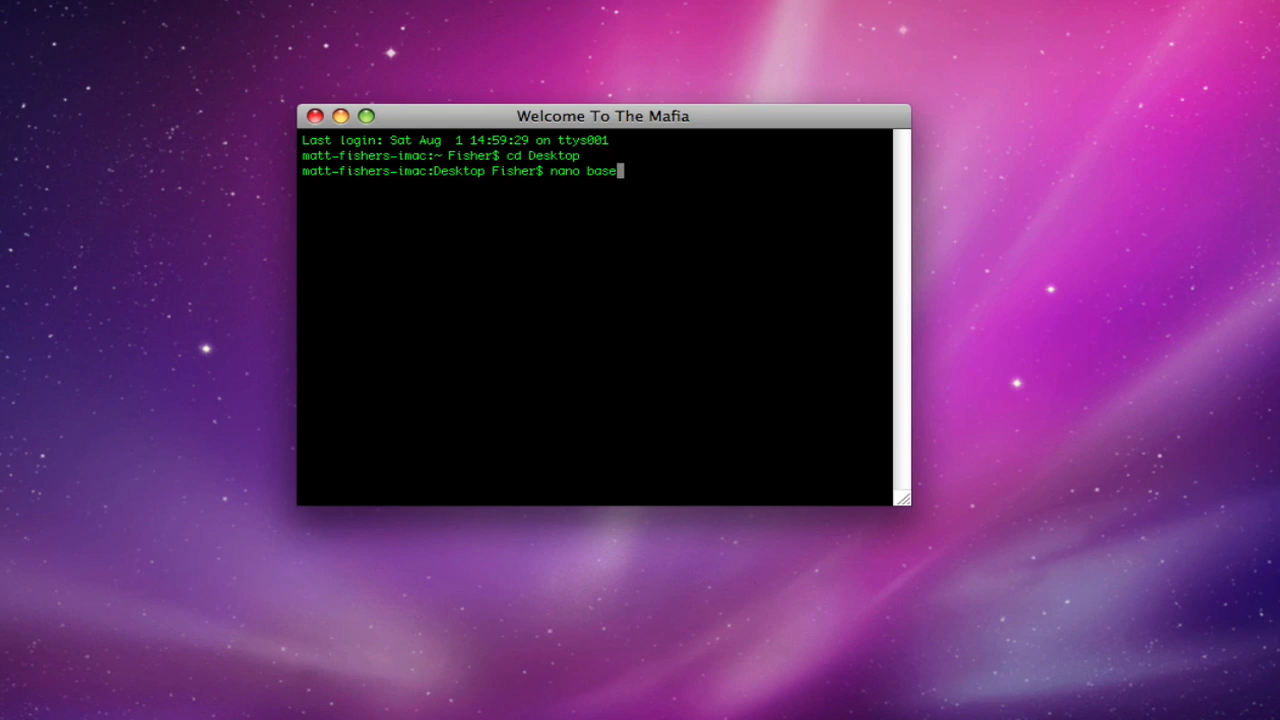 Welcome To The Mafia
Last login: Sat Aug  1 14:59:29 on ttys001
matt-fishers-imac:~ Fisher$ cd Desktop
matt-fishers-imac:Desktop Fisher$ nano base